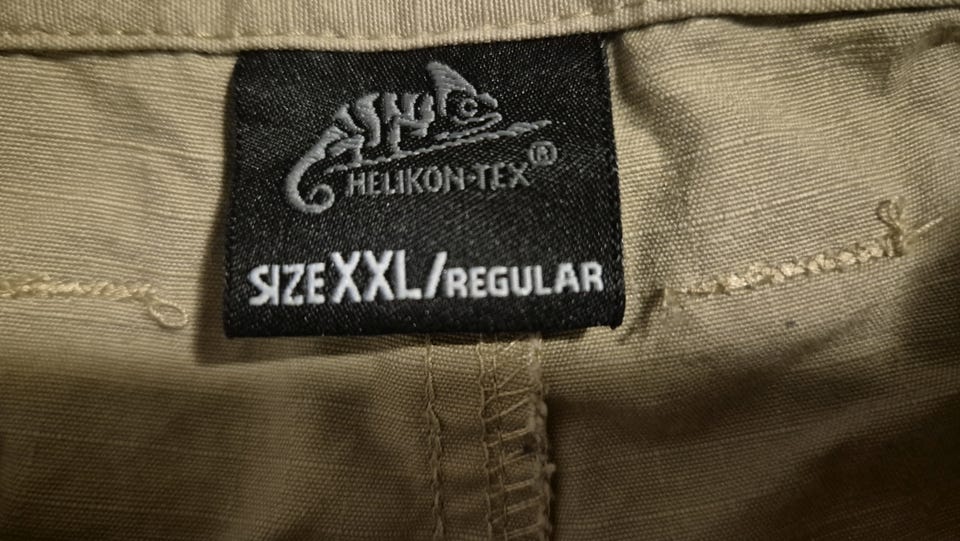 HELIKON-TEX®
SIZE XXL/REGULAR